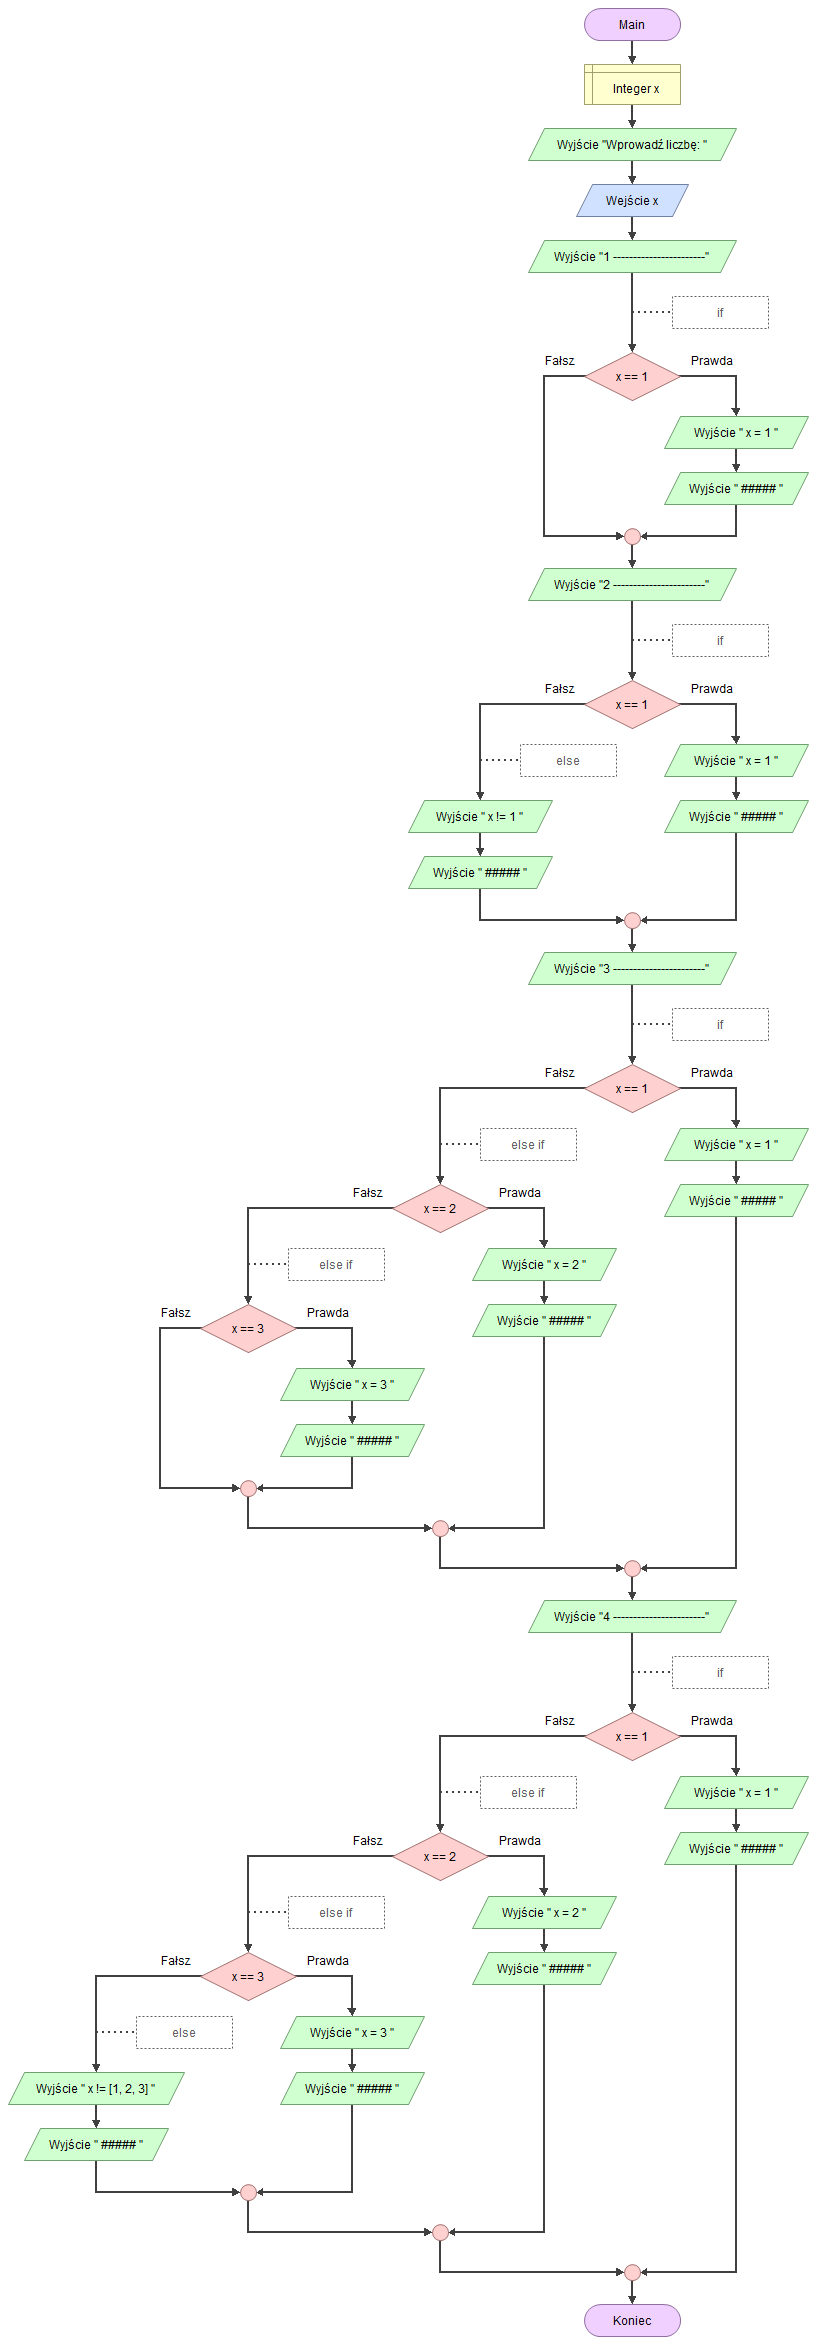 Main
Integer x
Wyjście "Wprowadź liczbę: "
Wejście x
Wyjście "1 -----------------------"
if
Fałsz
Prawda
x == 1
Wyjście " x = 1 "
Wyjście " ##### "
Wyjście "2 -----------------------"
if
Fałsz
Prawda
x == 1
else
Wyjście " x = 1 "
Wyjście " x != 1 "
Wyjście " ##### "
Wyjście " ##### "
Wyjście "3 -----------------------"
if
Fałsz
Prawda
x == 1
else if
Wyjście " x = 1 "
Fałsz
Prawda
Wyjście " ##### "
x == 2
else if
Wyjście " x = 2 "
Fałsz
Prawda
Wyjście " ##### "
x == 3
Wyjście " x = 3 "
Wyjście " ##### "
Wyjście "4 -----------------------"
if
Fałsz
Prawda
x == 1
else if
Wyjście " x = 1 "
Fałsz
Prawda
Wyjście " ##### "
x == 2
else if
Wyjście " x = 2 "
Fałsz
Prawda
Wyjście " ##### "
x == 3
else
Wyjście " x = 3 "
Wyjście " x != [1, 2, 3] "
Wyjście " ##### "
Wyjście " ##### "
Koniec